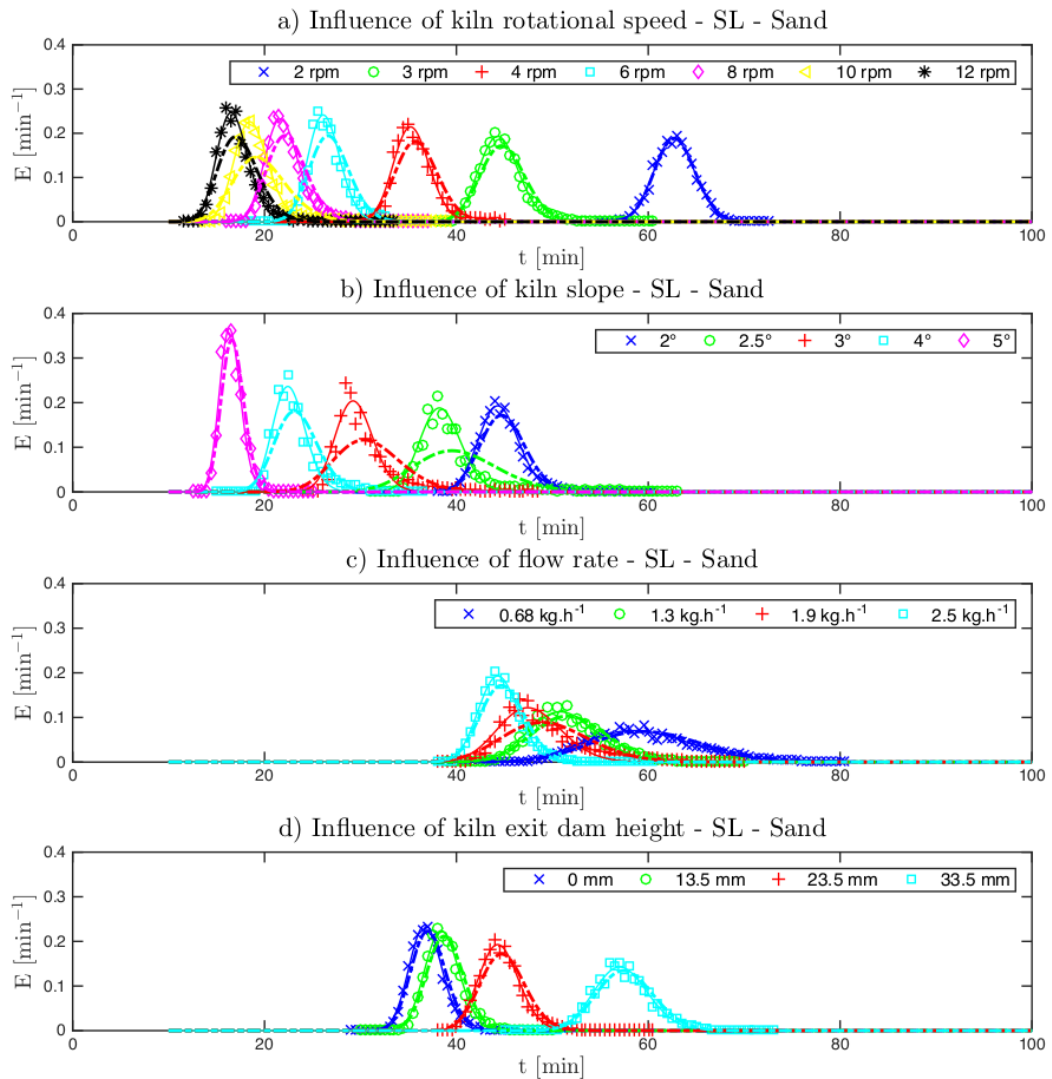 a) Influence of kiln rotational speed - SL - Sand
0.4
2 rpm 3 rpm 4 rpm 6 rpm 8 rpm 10 rpm 12 rpm
0.3
0.2
0.1
0
E [min⁻¹]
0 20 40 60 80 100
t [min]
b) Influence of kiln slope - SL - Sand
0.4
2° 2.5° 3° 4° 5°
0.3
0.2
0.1
0
E [min⁻¹]
0 20 40 60 80 100
t [min]
c) Influence of flow rate - SL - Sand
0.4
0.68 kg.h⁻¹ 1.3 kg.h⁻¹ 1.9 kg.h⁻¹ 2.5 kg.h⁻¹
0.3
0.2
0.1
0
E [min⁻¹]
0 20 40 60 80 100
t [min]
d) Influence of kiln exit dam height - SL - Sand
0.4
0 mm 13.5 mm 23.5 mm 33.5 mm
0.3
0.2
0.1
0
E [min⁻¹]
0 20 40 60 80 100
t [min]